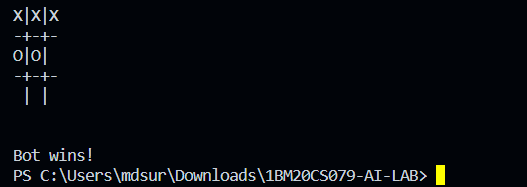 X|X|X
-+-+-
O|O|
-+-+-
 | |
Bot wins!
PS C:\Users\mdsur\Downloads\1BM20CS079-AI-LAB>